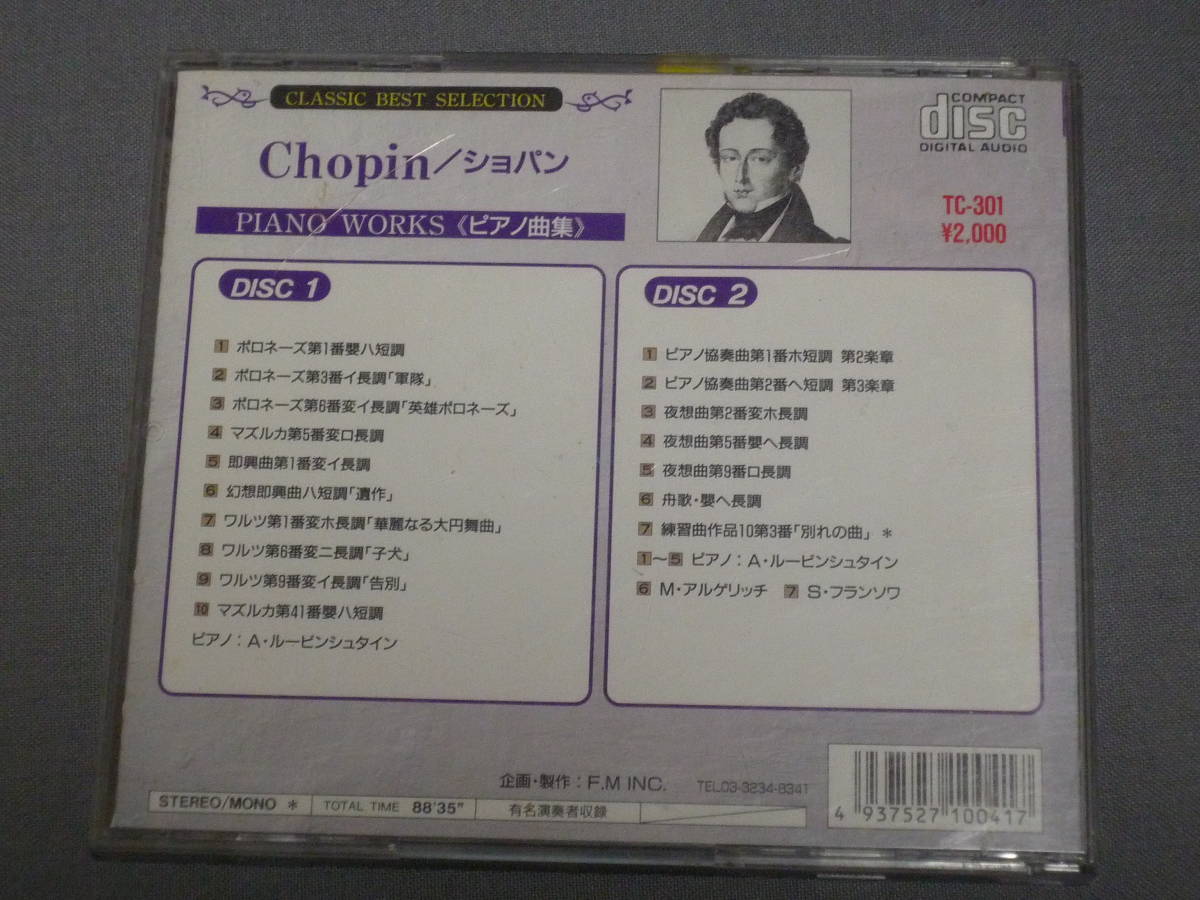 CLASSIC BEST SELECTION
Chopin/ショパン
PIANO WORKS《ピアノ曲集》
COMPACT
disc
DIGITAL AUDIO
TC-301
¥2,000
DISC 1
1 ポロネーズ第1番嬰ハ短調
2 ポロネーズ第3番イ長調「軍隊」
3 ポロネーズ第6番変イ長調「英雄ポロネーズ」
4 マズルカ第5番変ロ長調
5 即興曲第1番変イ長調
6 幻想即興曲ハ短調「遺作」
7 ワルツ第1番変ホ長調「華麗なる大円舞曲」
8 ワルツ第6番変ニ長調「子犬」
9 ワルツ第9番変イ長調「告別」
10 マズルカ第41番嬰ハ短調
ピアノ:A・ルービンシュタイン
DISC 2
1 ピアノ協奏曲第1番ホ短調 第2楽章
2 ピアノ協奏曲第2番ヘ短調 第3楽章
3 夜想曲第2番変ホ長調
4 夜想曲第5番嬰ヘ長調
5 夜想曲第9番ロ長調
6 舟歌・嬰ヘ長調
7 練習曲作品10第3番「別れの曲」 *
1〜5 ピアノ:A・ルービンシュタイン
6 M・アルゲリッチ 7 S・フランソワ
企画・製作:F.M INC. TEL03-3234-8341
STEREO/MONO * TOTAL TIME 88'35" 有名演奏者収録
4 937527 100417